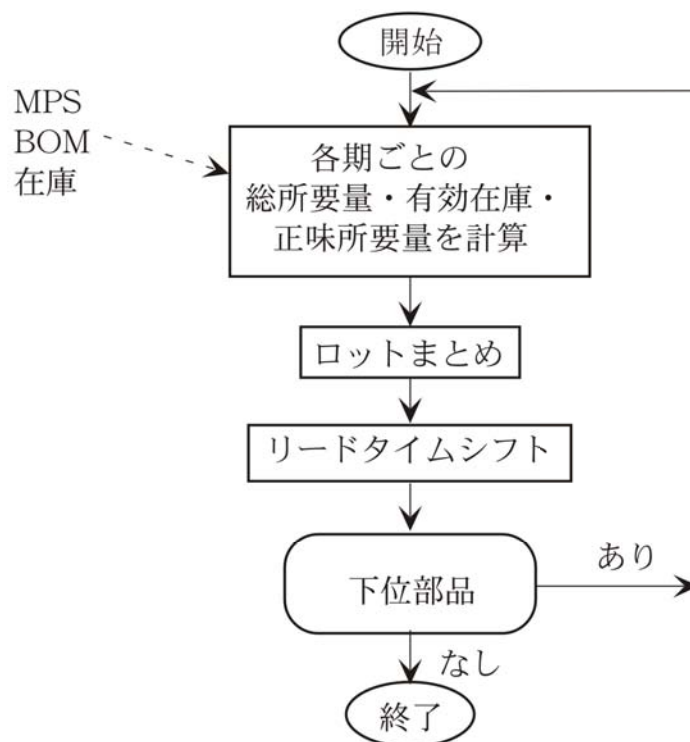 開始
MPS
BOM
在庫
各期ごとの
総所要量・有効在庫・
正味所要量を計算
ロットまとめ
リードタイムシフト
下位部品
あり
なし
終了